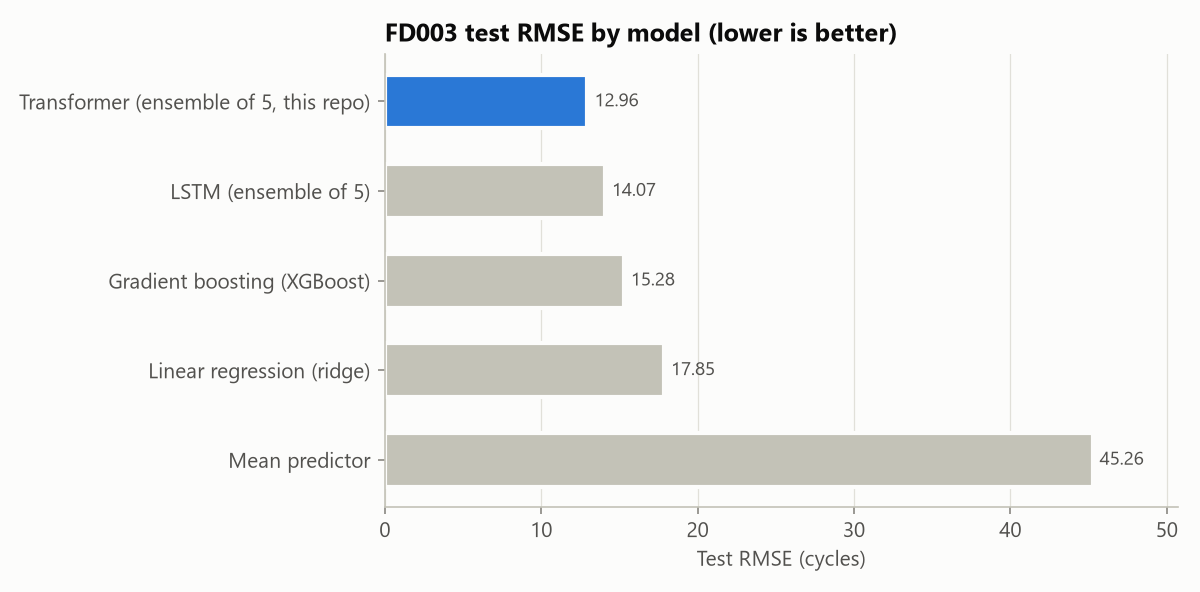 FD003 test RMSE by model (lower is better)
Transformer (ensemble of 5, this repo)
12.96
LSTM (ensemble of 5)
14.07
Gradient boosting (XGBoost)
15.28
Linear regression (ridge)
17.85
Mean predictor
45.26
0 10 20 30 40 50
Test RMSE (cycles)